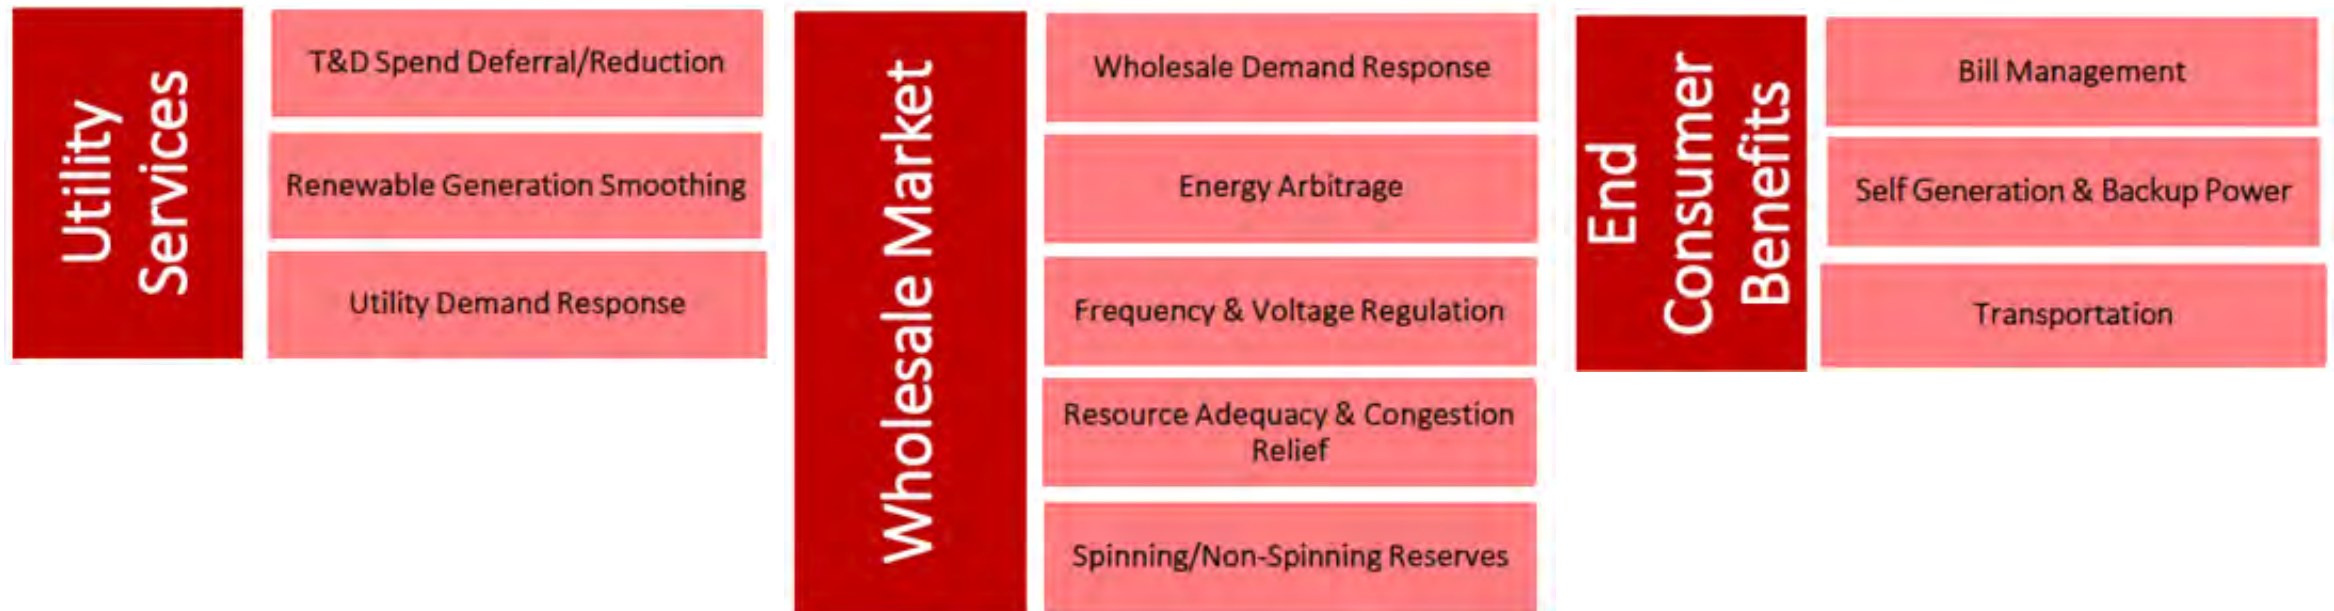 Utility
Services
T&D Spend Deferral/Reduction
Renewable Generation Smoothing
Utility Demand Response
Wholesale Market
Wholesale Demand Response
Energy Arbitrage
Frequency & Voltage Regulation
Resource Adequacy & Congestion
Relief
Spinning/Non-Spinning Reserves
End
Consumer
Benefits
Bill Management
Self Generation & Backup Power
Transportation